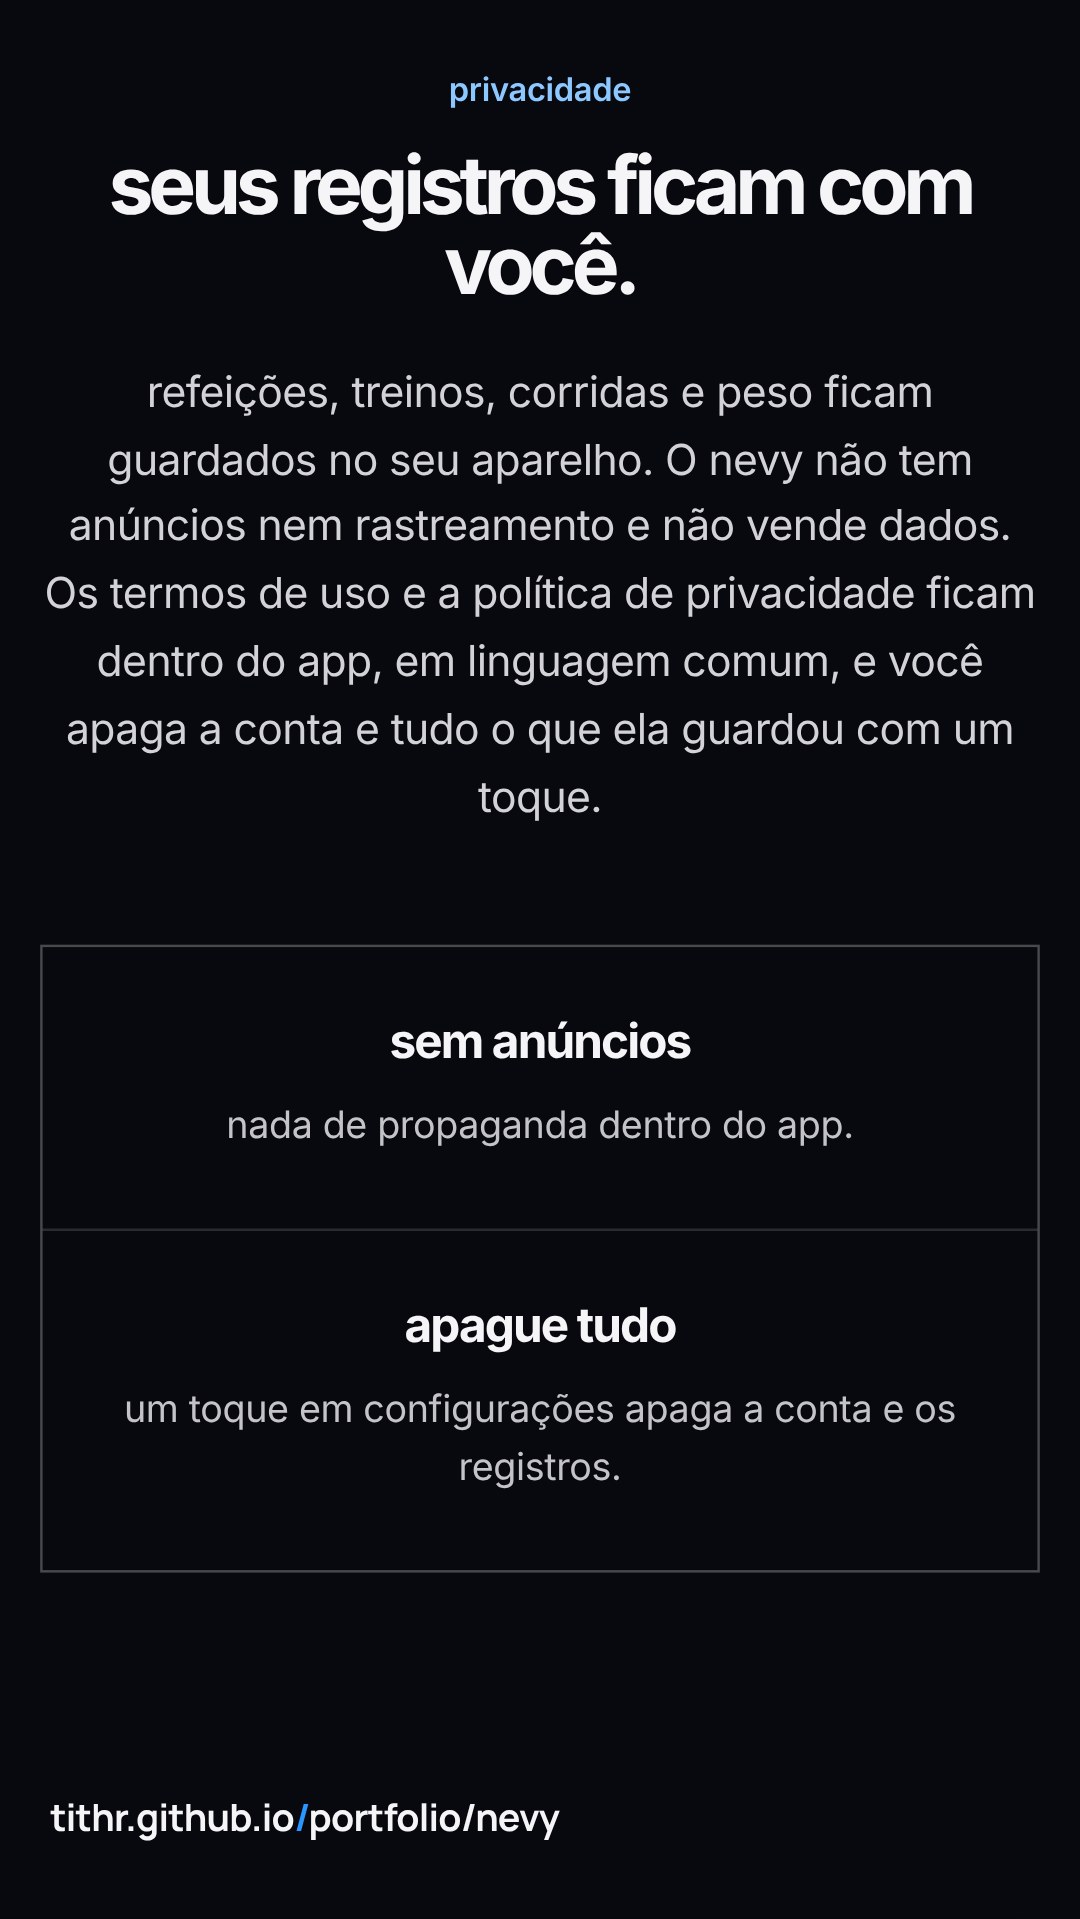 privacidade
seus registros ficam com
você.
refeições, treinos, corridas e peso ficam
guardados no seu aparelho. O nevy não tem
anúncios nem rastreamento e não vende dados.
Os termos de uso e a política de privacidade ficam
dentro do app, em linguagem comum, e você
apaga a conta e tudo o que ela guardou com um
toque.
sem anúncios
nada de propaganda dentro do app.
apague tudo
um toque em configurações apaga a conta e os
registros.
tithr.github.io/portfolio/nevy